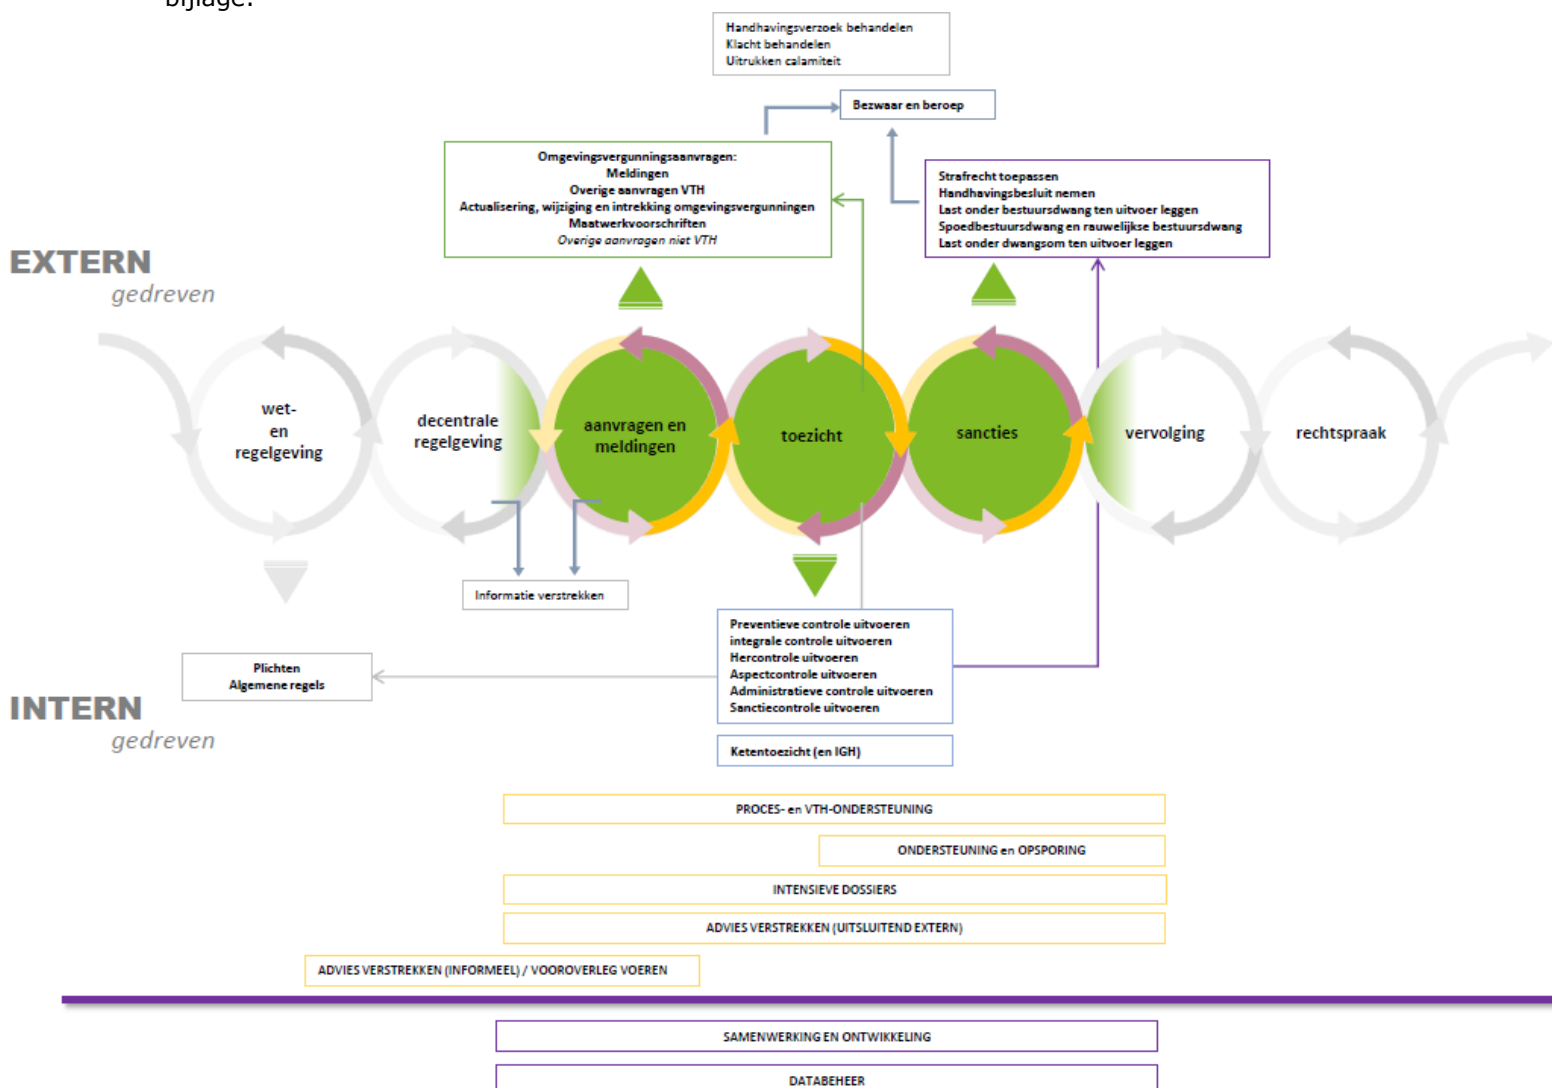 bijlage:
Handhavingsverzoek behandelen
Klacht behandelen
Uitrukken calamiteit
Bezwaar en beroep
Omgevingsvergunningsaanvragen:
Meldingen
Overige aanvragen VTH
Actualisering, wijziging en intrekking omgevingsvergunningen
Maatwerkvoorschriften
Overige aanvragen niet VTH
Strafrecht toepassen
Handhavingsbesluit nemen
Last onder bestuursdwang ten uitvoer leggen
Spoedbestuursdwang en rauwelijkse bestuursdwang
Last onder dwangsom ten uitvoer leggen
EXTERN
gedreven
wet-
en
regelgeving
decentrale
regelgeving
aanvragen en
meldingen
toezicht
sancties
vervolging
rechtspraak
Informatie verstrekken
Plichten
Algemene regels
Preventieve controle uitvoeren
integrale controle uitvoeren
Hercontrole uitvoeren
Aspectcontrole uitvoeren
Administratieve controle uitvoeren
Sanctiecontrole uitvoeren
INTERN
gedreven
Ketentoezicht (en IGH)
PROCES- en VTH-ONDERSTEUNING
ONDERSTEUNING en OPSPORING
INTENSIEVE DOSSIERS
ADVIES VERSTREKKEN (UITSLUITEND EXTERN)
ADVIES VERSTREKKEN (INFORMEEL) / VOOROVERLEG VOEREN
SAMENWERKING EN ONTWIKKELING
DATABEHEER